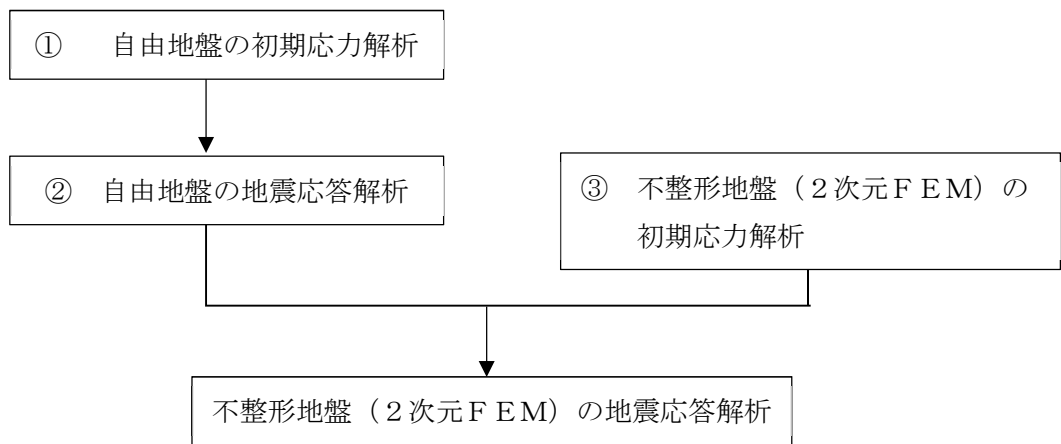 ① 自由地盤の初期応力解析
② 自由地盤の地震応答解析
③ 不整形地盤（２次元ＦＥＭ）の
初期応力解析
不整形地盤（２次元ＦＥＭ）の地震応答解析